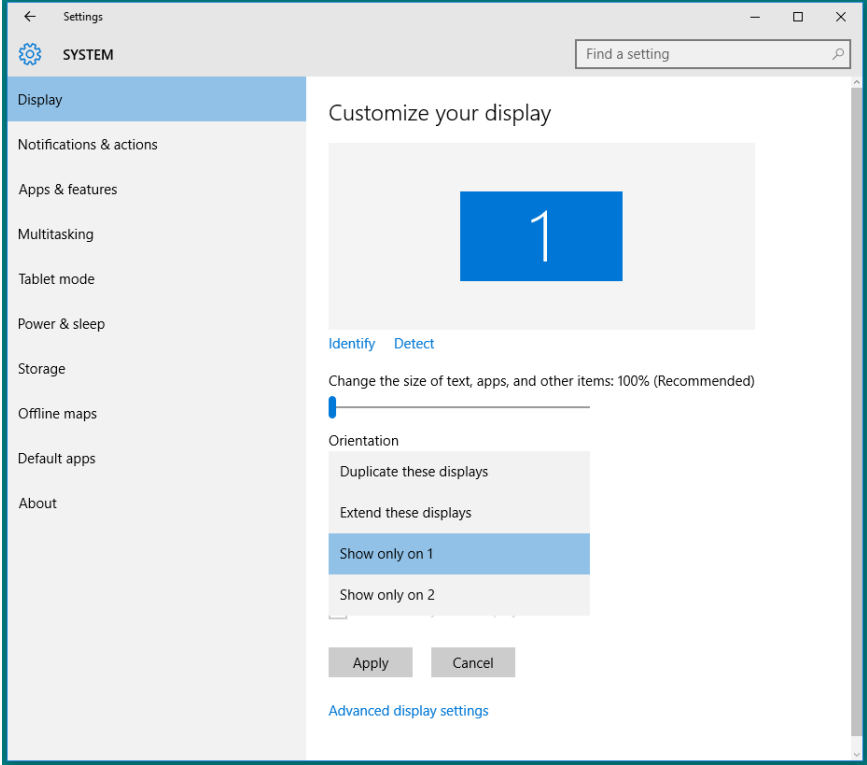 Settings
SYSTEM
Find a setting
Display
Notifications & actions
Apps & features
Multitasking
Tablet mode
Power & sleep
Storage
Offline maps
Default apps
About
Customize your display
1
Identify Detect
Change the size of text, apps, and other items: 100% (Recommended)
Orientation
Duplicate these displays
Extend these displays
Show only on 1
Show only on 2
Apply Cancel
Advanced display settings